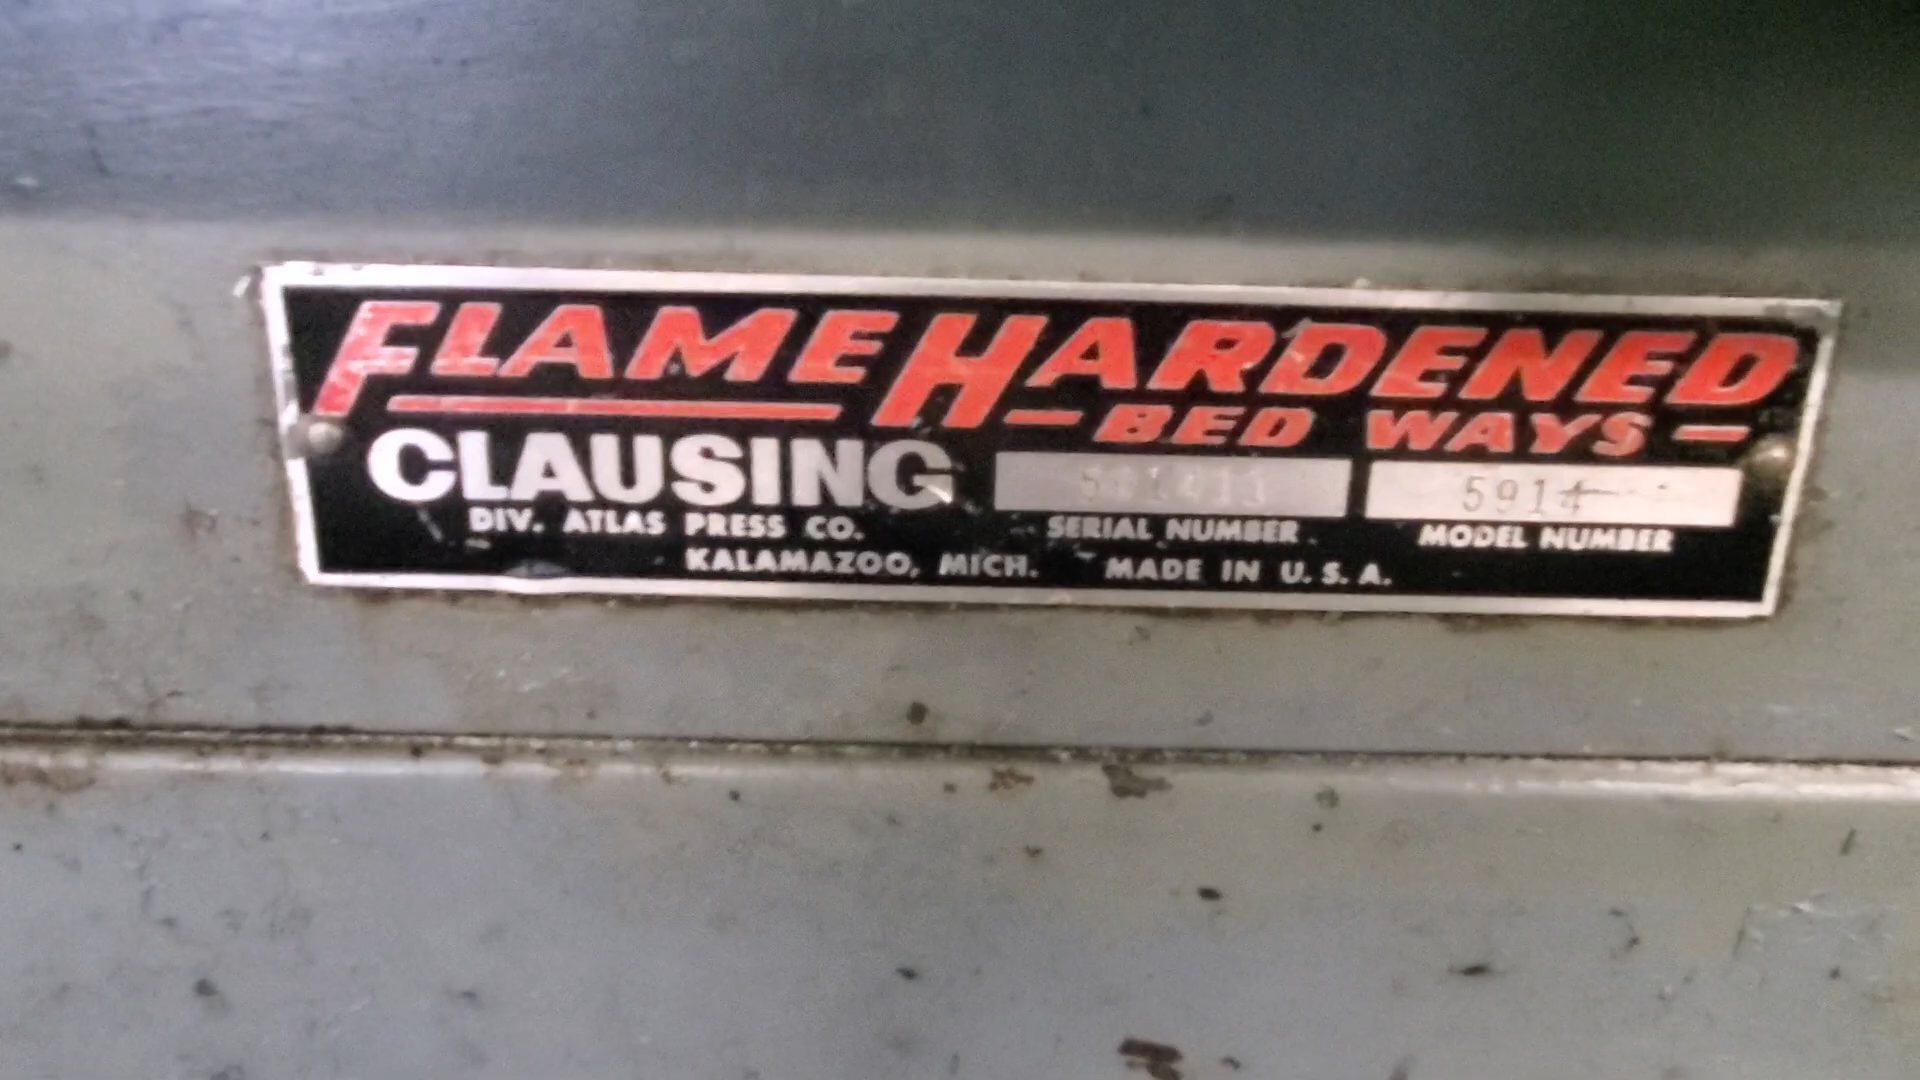 FLAME HARDENED
— BED WAYS —
CLAUSING
5914
DIV. ATLAS PRESS CO.
SERIAL NUMBER
MODEL NUMBER
KALAMAZOO, MICH. MADE IN U.S.A.